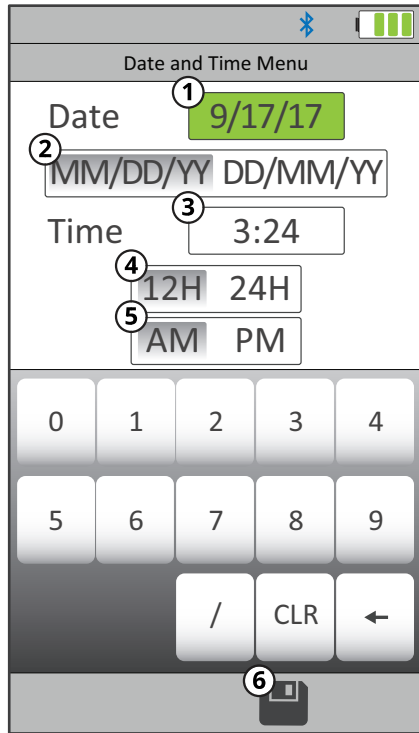 Date and Time Menu
1
Date 9/17/17
2
MM/DD/YY DD/MM/YY
3
Time 3:24
4
12H 24H
5
AM PM
0 1 2 3 4
5 6 7 8 9
/ CLR ←
6